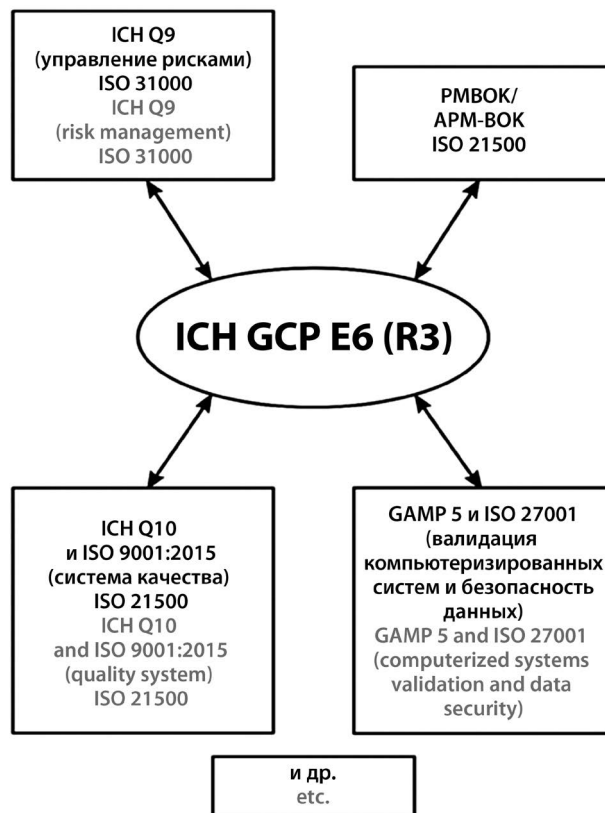 ICH Q9
(управление рисками)
ISO 31000
ICH Q9
(risk management)
ISO 31000
PMBOK/
APM-BOK
ISO 21500
ICH GCP E6 (R3)
ICH Q10
и ISO 9001:2015
(система качества)
ISO 21500
ICH Q10
and ISO 9001:2015
(quality system)
ISO 21500
GAMP 5 и ISO 27001
(валидация
компьютеризированных
систем и безопасность
данных)
GAMP 5 and ISO 27001
(computerized systems
validation and data
security)
и др.
etc.